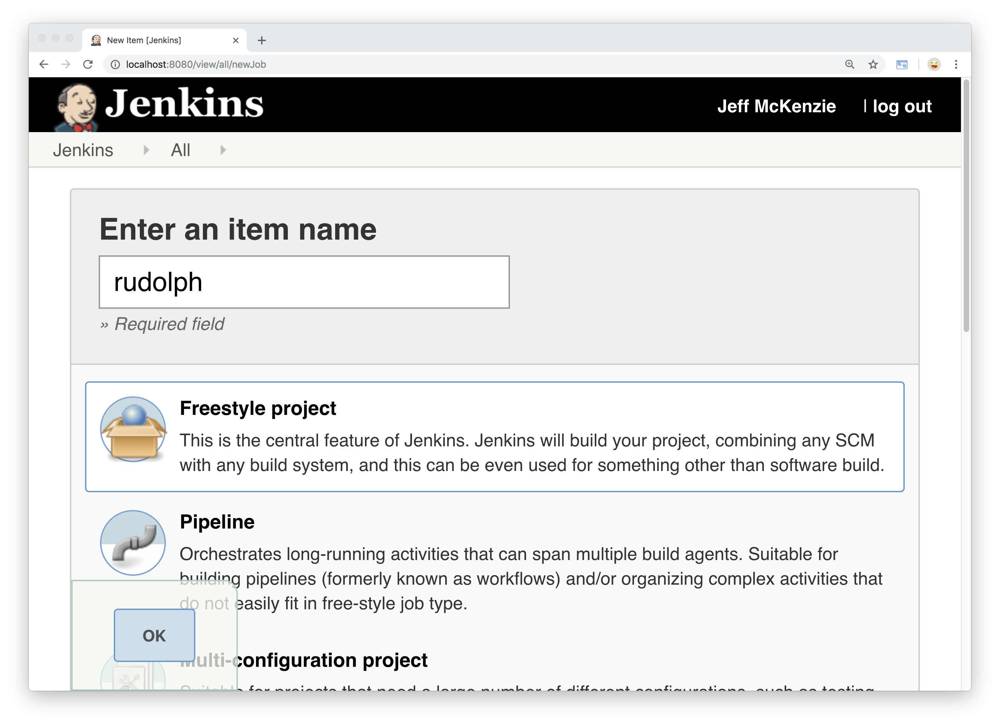 New Item [Jenkins]
localhost:8080/view/all/newJob
Jenkins
Jeff McKenzie | log out
Jenkins All
Enter an item name
rudolph
» Required field
Freestyle project
This is the central feature of Jenkins. Jenkins will build your project, combining any SCM
with any build system, and this can be even used for something other than software build.
Pipeline
Orchestrates long-running activities that can span multiple build agents. Suitable for
building pipelines (formerly known as workflows) and/or organizing complex activities that
do not easily fit in free-style job type.
OK
Multi-configuration project
Suitable for projects that need a large number of different configurations, such as testing